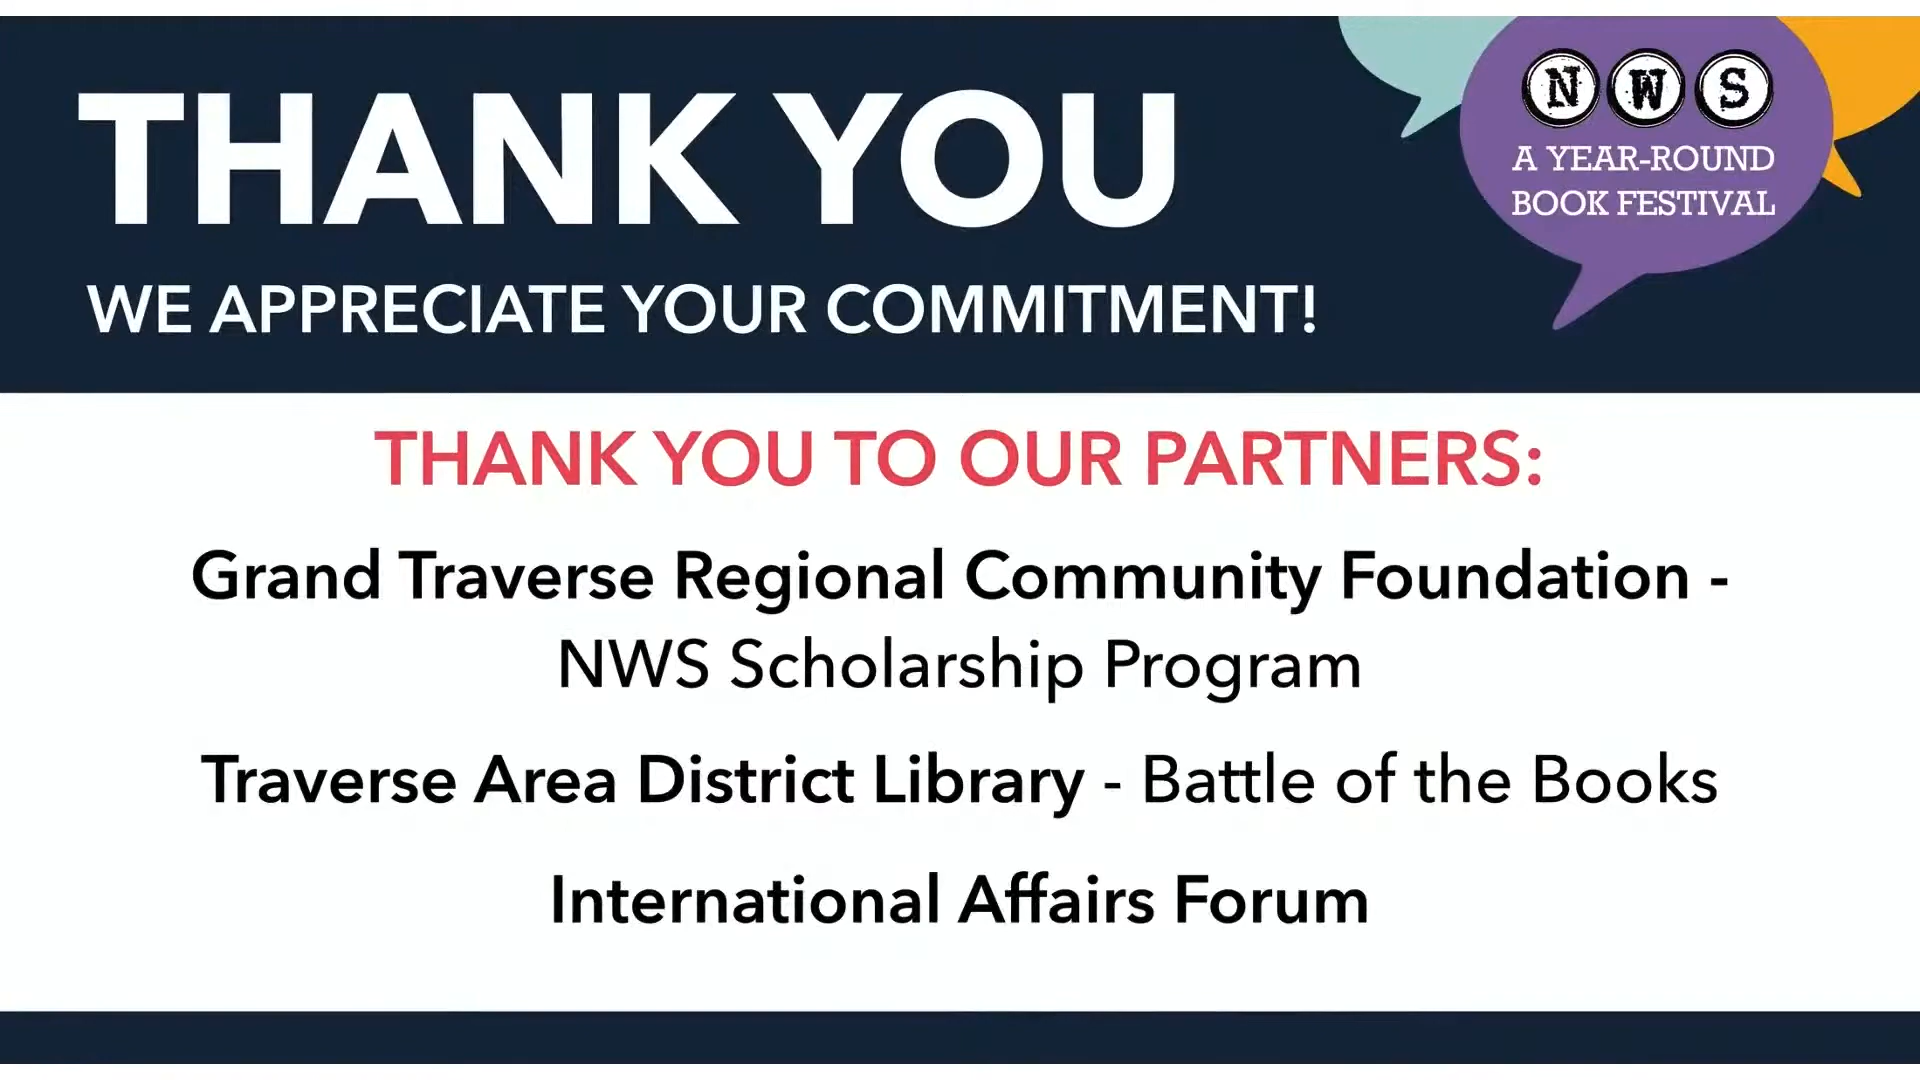 THANK YOU
WE APPRECIATE YOUR COMMITMENT!
NWS
A YEAR-ROUND
BOOK FESTIVAL
THANK YOU TO OUR PARTNERS:
Grand Traverse Regional Community Foundation -
NWS Scholarship Program
Traverse Area District Library - Battle of the Books
International Affairs Forum